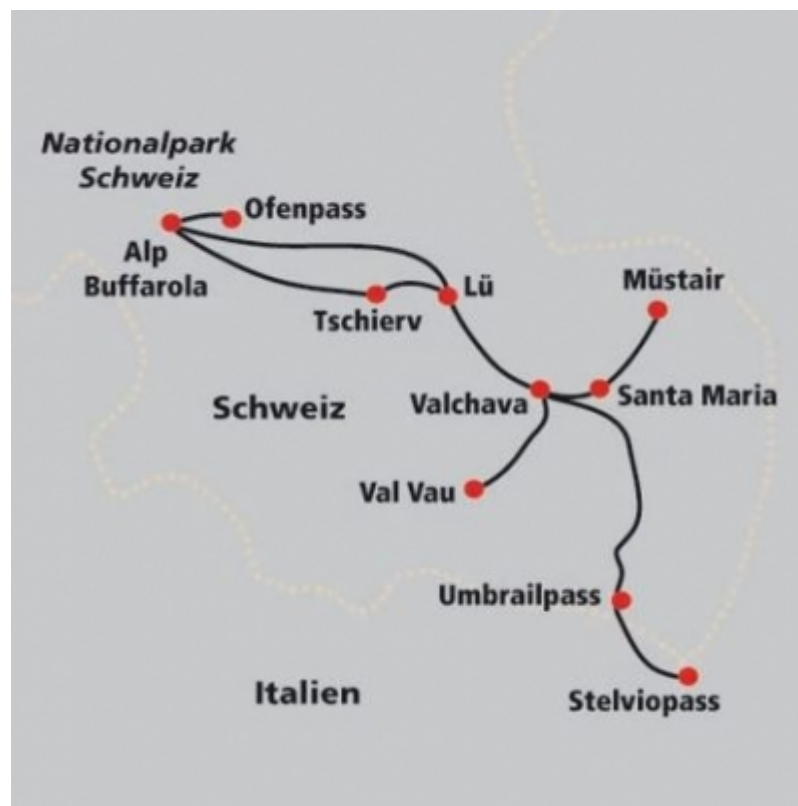 Nationalpark
Schweiz
Ofenpass
Alp
Buffarola
Lü
Müstair
Tschierv
Schweiz
Valchava
Santa Maria
Val Vau
Umbrailpass
Italien
Stelviopass